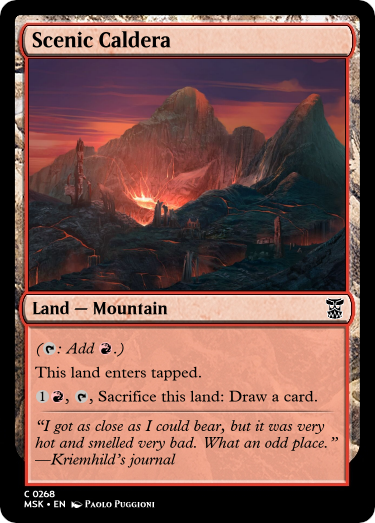 Scenic Caldera
Land — Mountain
(: Add .)
This land enters tapped.
1, , Sacrifice this land: Draw a card.
“I got as close as I could bear, but it was very
hot and smelled very bad. What an odd place.”
—Kriemhild's journal
C 0268
MSK • EN Paolo Puggioni